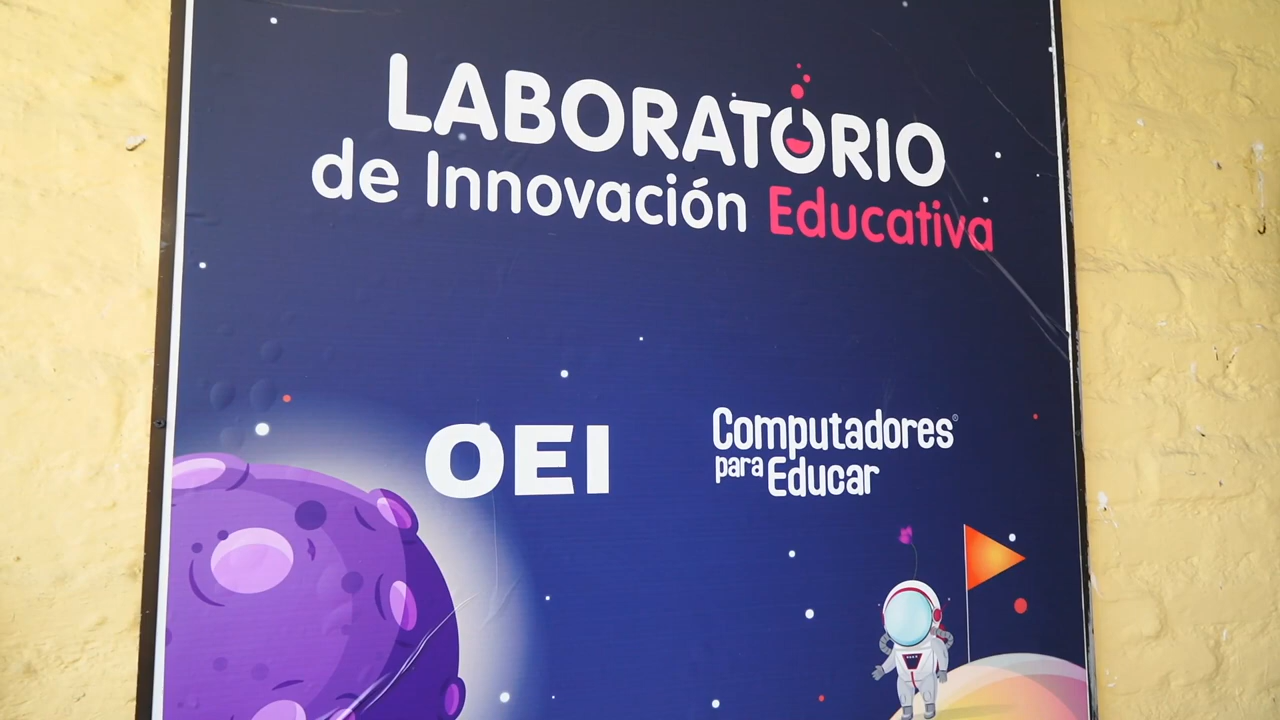 LABORATORIO
de Innovación Educativa
OEI
Computadores®
para Educar